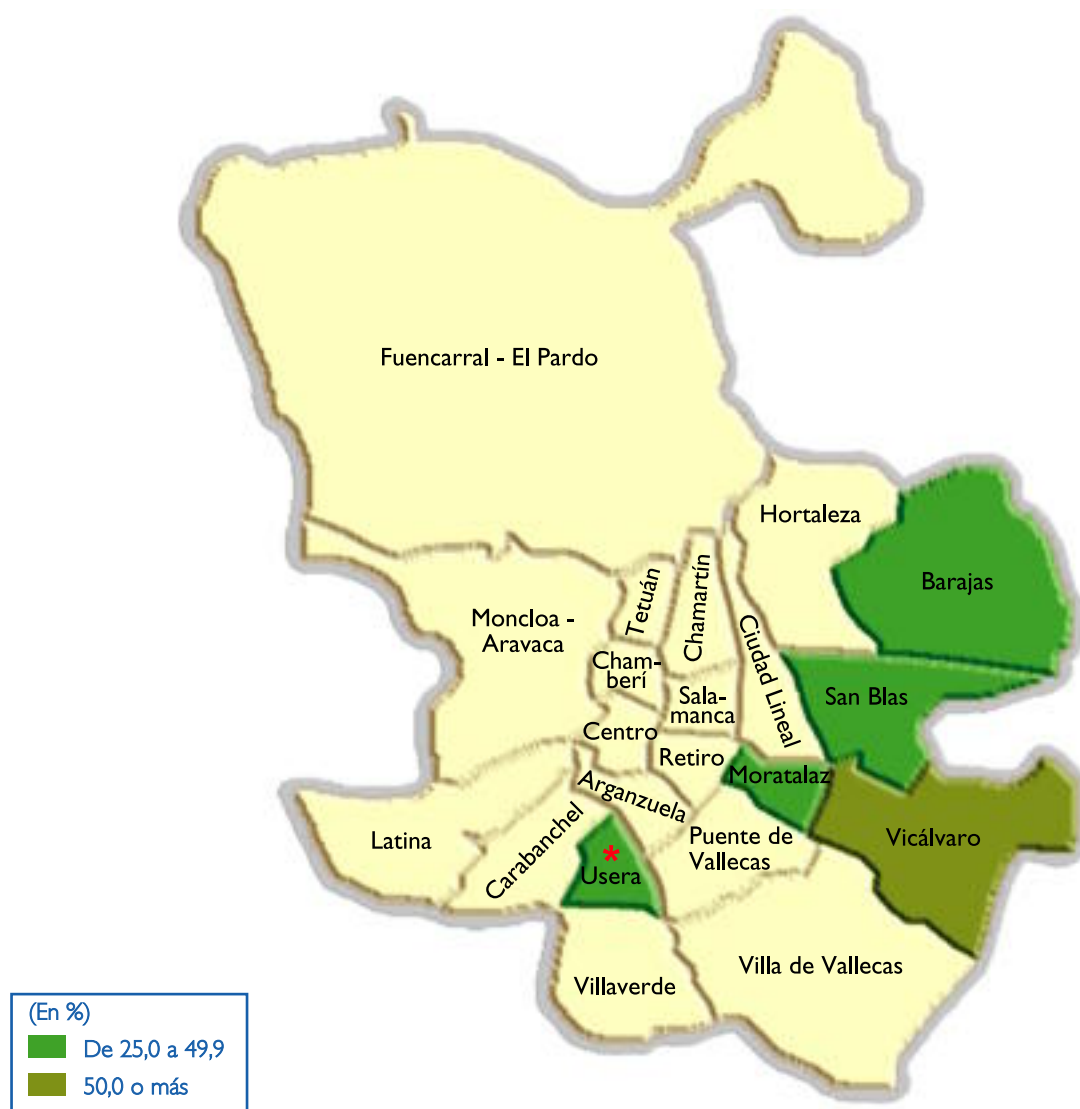 Fuencarral - El Pardo
Hortaleza
Barajas
Tetuán
Chamartín
Ciudad Lineal
Moncloa -
Aravaca
Cham-
berí
Sala-
manca
San Blas
Centro
Retiro
Moratalaz
Arganzuela
Latina
Carabanchel
Puente de
Vallecas
Vicálvaro
*
Usera
Villa de Vallecas
Villaverde
(En %)
De 25,0 a 49,9
50,0 o más